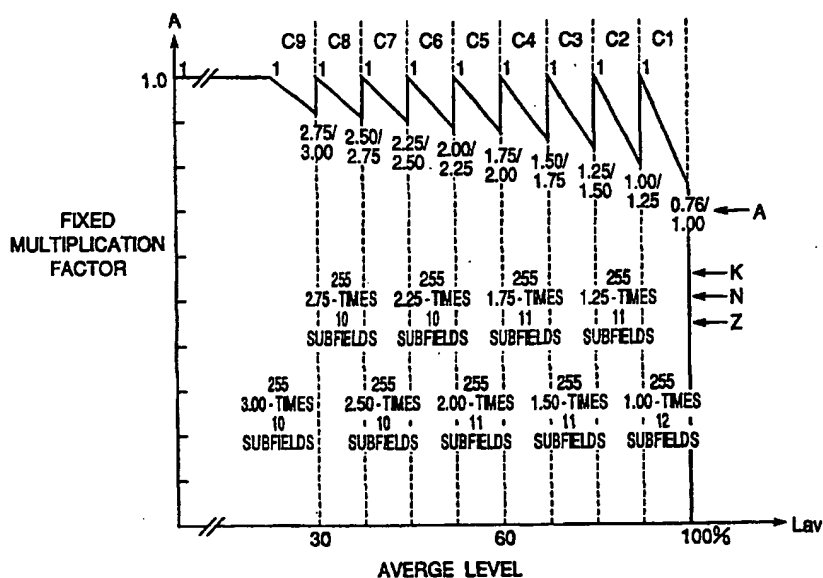 A
C9 C8 C7 C6 C5 C4 C3 C2 C1
1.0 1 1 1 1 1 1 1 1 1 1
2.75/
3.00
2.50/
2.75
2.25/
2.50
2.00/
2.25
1.75/
2.00
1.50/
1.75
1.25/
1.50
1.00/
1.25
0.76/
1.00
A
FIXED
MULTIPLICATION
FACTOR
K
N
Z
255
2.75-TIMES
10
SUBFIELDS
255
2.25-TIMES
10
SUBFIELDS
255
1.75-TIMES
11
SUBFIELDS
255
1.25-TIMES
11
SUBFIELDS
255
3.00-TIMES
10
SUBFIELDS
255
2.50-TIMES
10
SUBFIELDS
255
2.00-TIMES
11
SUBFIELDS
255
1.50-TIMES
11
SUBFIELDS
255
1.00-TIMES
12
SUBFIELDS
30 60 100% Lav
AVERGE LEVEL